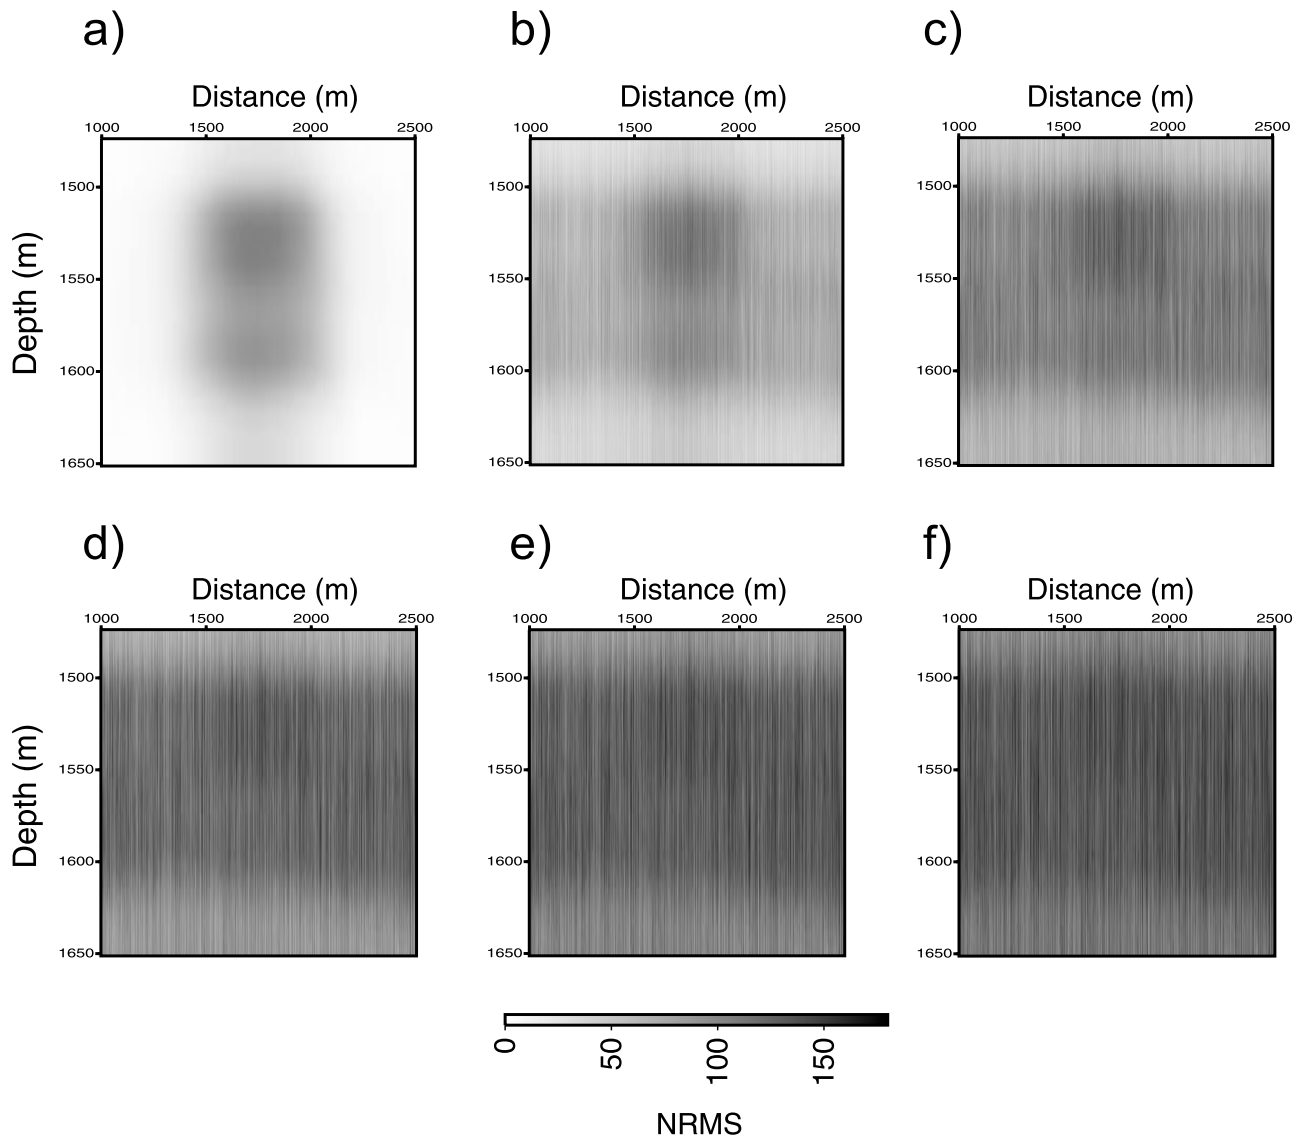 a) b) c)
Distance (m) Distance (m) Distance (m)
1000 1500 2000 2500 1000 1500 2000 2500 1000 1500 2000 2500
1500 1500 1500
Depth (m)
1550 1550 1550
1600 1600 1600
1650 1650 1650
d) e) f)
Distance (m) Distance (m) Distance (m)
1000 1500 2000 2500 1000 1500 2000 2500 1000 1500 2000 2500
1500 1500 1500
Depth (m)
1550 1550 1550
1600 1600 1600
1650 1650 1650
0 50 100 150
NRMS